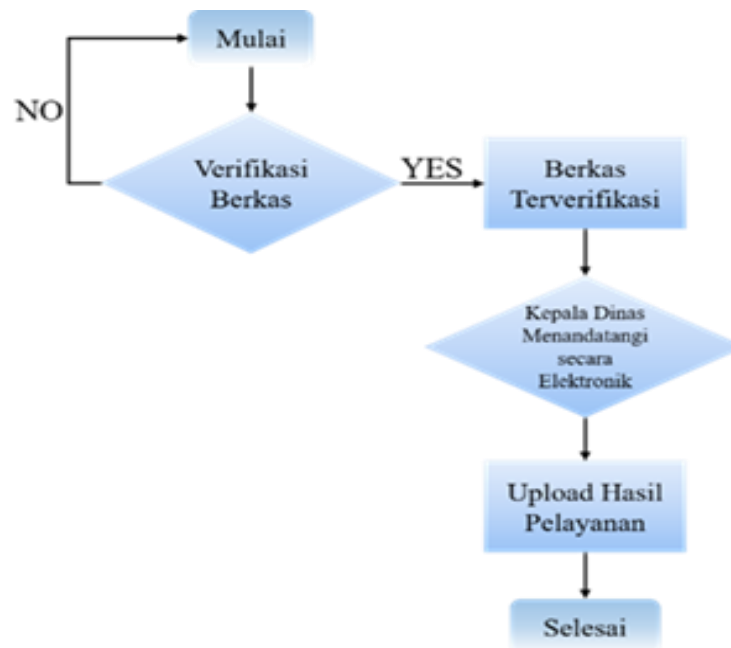 Mulai
NO
Verifikasi
Berkas
YES
Berkas
Terverifikasi
Kepala Dinas
Menandatangi
secara
Elektronik
Upload Hasil
Pelayanan
Selesai